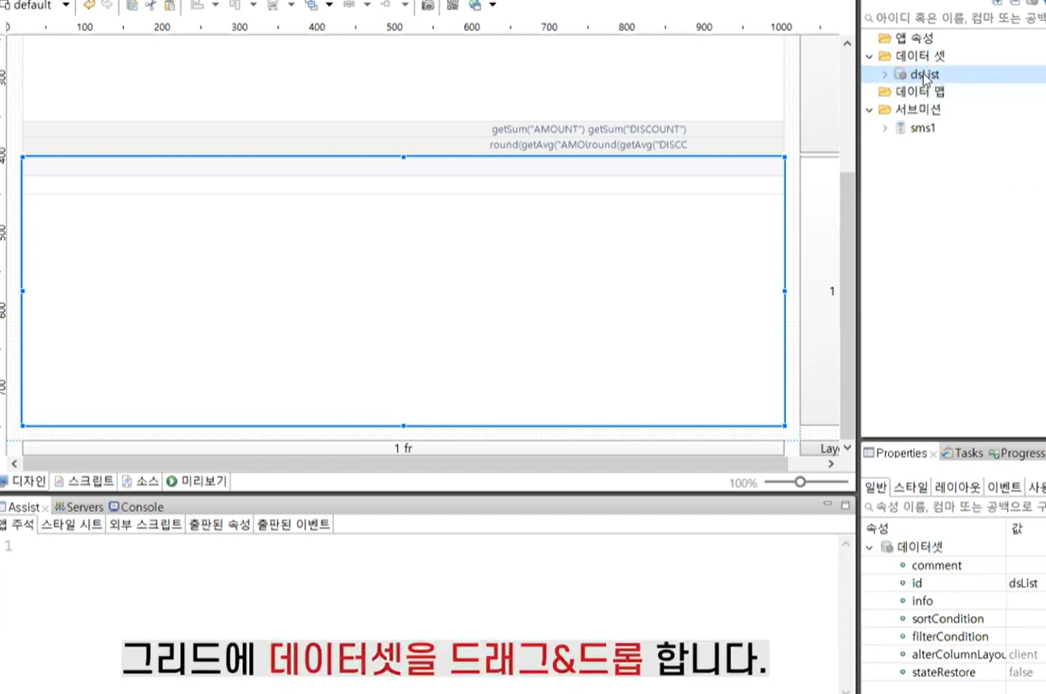 default
0 100 200 300 400 500 600 700 800 900 1000
300
400
500
600
700
getSum("AMOUNT") getSum("DISCOUNT")
round(getAvg("AMO\round(getAvg("DISCC
1
1 fr
Lay
디자인 스크립트 소스 미리보기
100%
Assist Servers Console
앱 주석 스타일 시트 외부 스크립트 출판된 속성 출판된 이벤트
1
그리드에 데이터셋을 드래그&드롭 합니다.
아이디 혹은 이름, 컴마 또는 공백
앱 속성
데이터 셋
dsList
데이터 맵
서브미션
sms1
Properties Tasks Progress
일반 스타일 레이아웃 이벤트 사용
속성 이름, 컴마 또는 공백으로 구
속성 값
데이터셋
comment
id dsList
info
sortCondition
filterCondition
alterColumnLayou client
stateRestore false